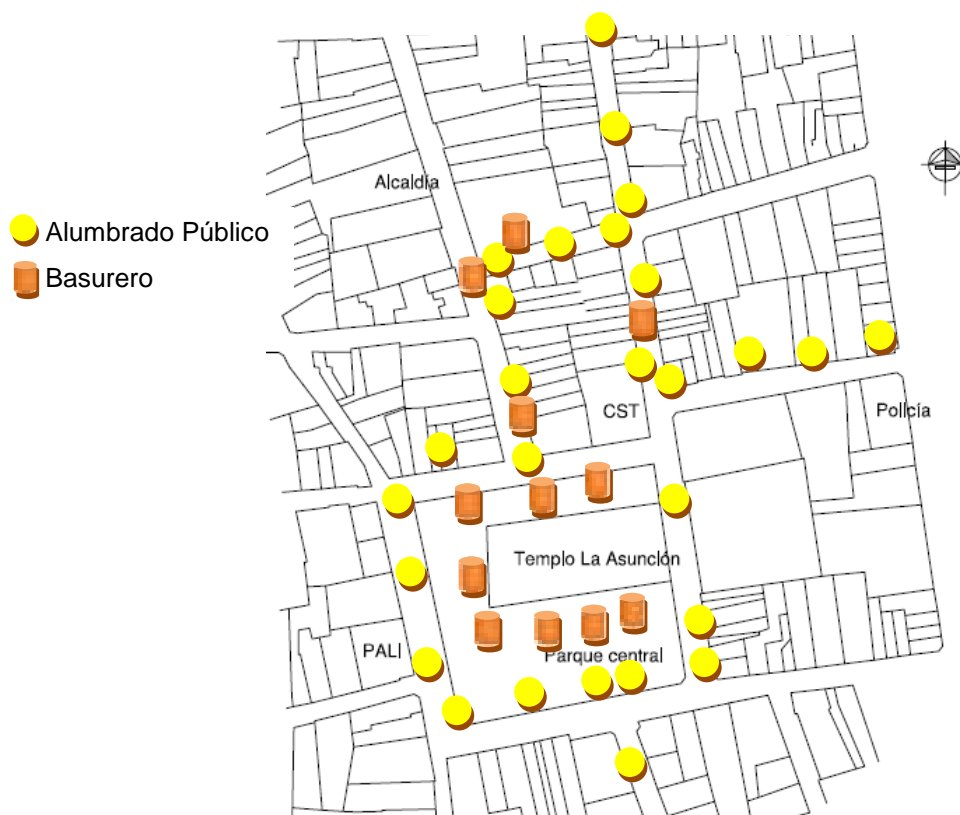 Alcaldía
Alumbrado Público
Basurero
CST
Policía
Templo La Asunción
PALI
Parque central